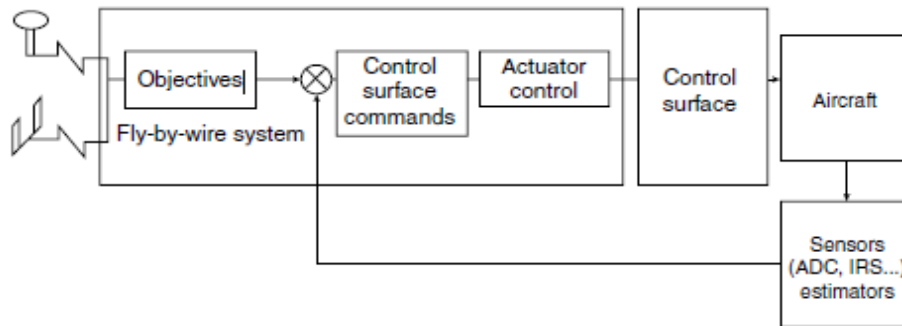 Objectives
Fly-by-wire system
Control
surface
commands
Actuator
control
Control
surface
Aircraft
Sensors
(ADC, IRS...)
estimators